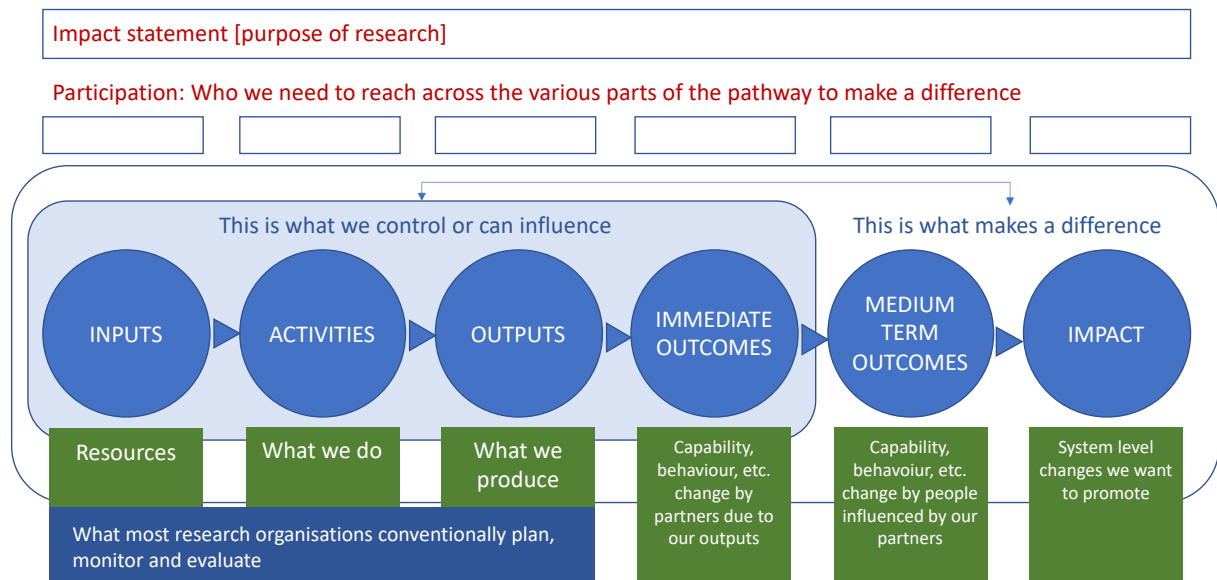 Impact statement [purpose of research]
Participation: Who we need to reach across the various parts of the pathway to make a difference
This is what we control or can influence
This is what makes a difference
INPUTS
ACTIVITIES
OUTPUTS
IMMEDIATE
OUTCOMES
MEDIUM
TERM
OUTCOMES
IMPACT
Resources
What we do
What we
produce
Capability,
behaviour, etc.
change by
partners due to
our outputs
Capability,
behavoiur, etc.
change by people
influenced by our
partners
System level
changes we want
to promote
What most research organisations conventionally plan,
monitor and evaluate